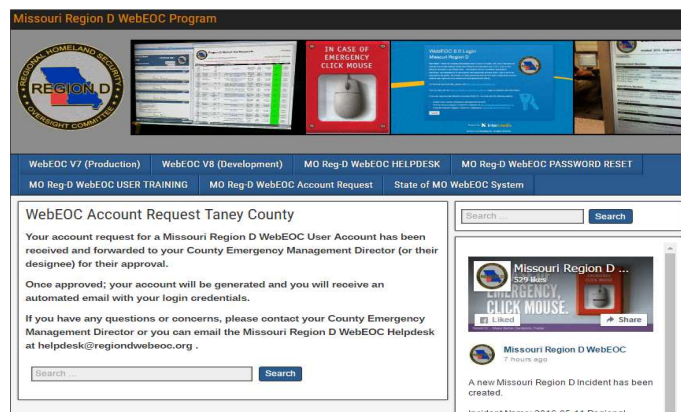 Missouri Region D WebEOC Program
REGIONAL HOMELAND SECURITY
REGION D
OVERSIGHT COMMITTEE
IN CASE OF
EMERGENCY
CLICK MOUSE
WebEOC 8.0 Login
Missouri Region D
WebEOC V7 (Production) WebEOC V8 (Development) MO Reg-D WebEOC HELPDESK MO Reg-D WebEOC PASSWORD RESET
MO Reg-D WebEOC USER TRAINING MO Reg-D WebEOC Account Request State of MO WebEOC System
WebEOC Account Request Taney County
Your account request for a Missouri Region D WebEOC User Account has been
received and forwarded to your County Emergency Management Director (or their
designee) for their approval.
Once approved; your account will be generated and you will receive an
automated email with your login credentials.
If you have any questions or concerns, please contact your County Emergency
Management Director or you can email the Missouri Region D WebEOC Helpdesk
at helpdesk@regiondwebeoc.org .
Search ... Search
Search ... Search
Missouri Region D ...
529 likes
EMERGENCY,
CLICK MOUSE.
Liked Share
Missouri Region D WebEOC
7 hours ago
A new Missouri Region D Incident has been
created.